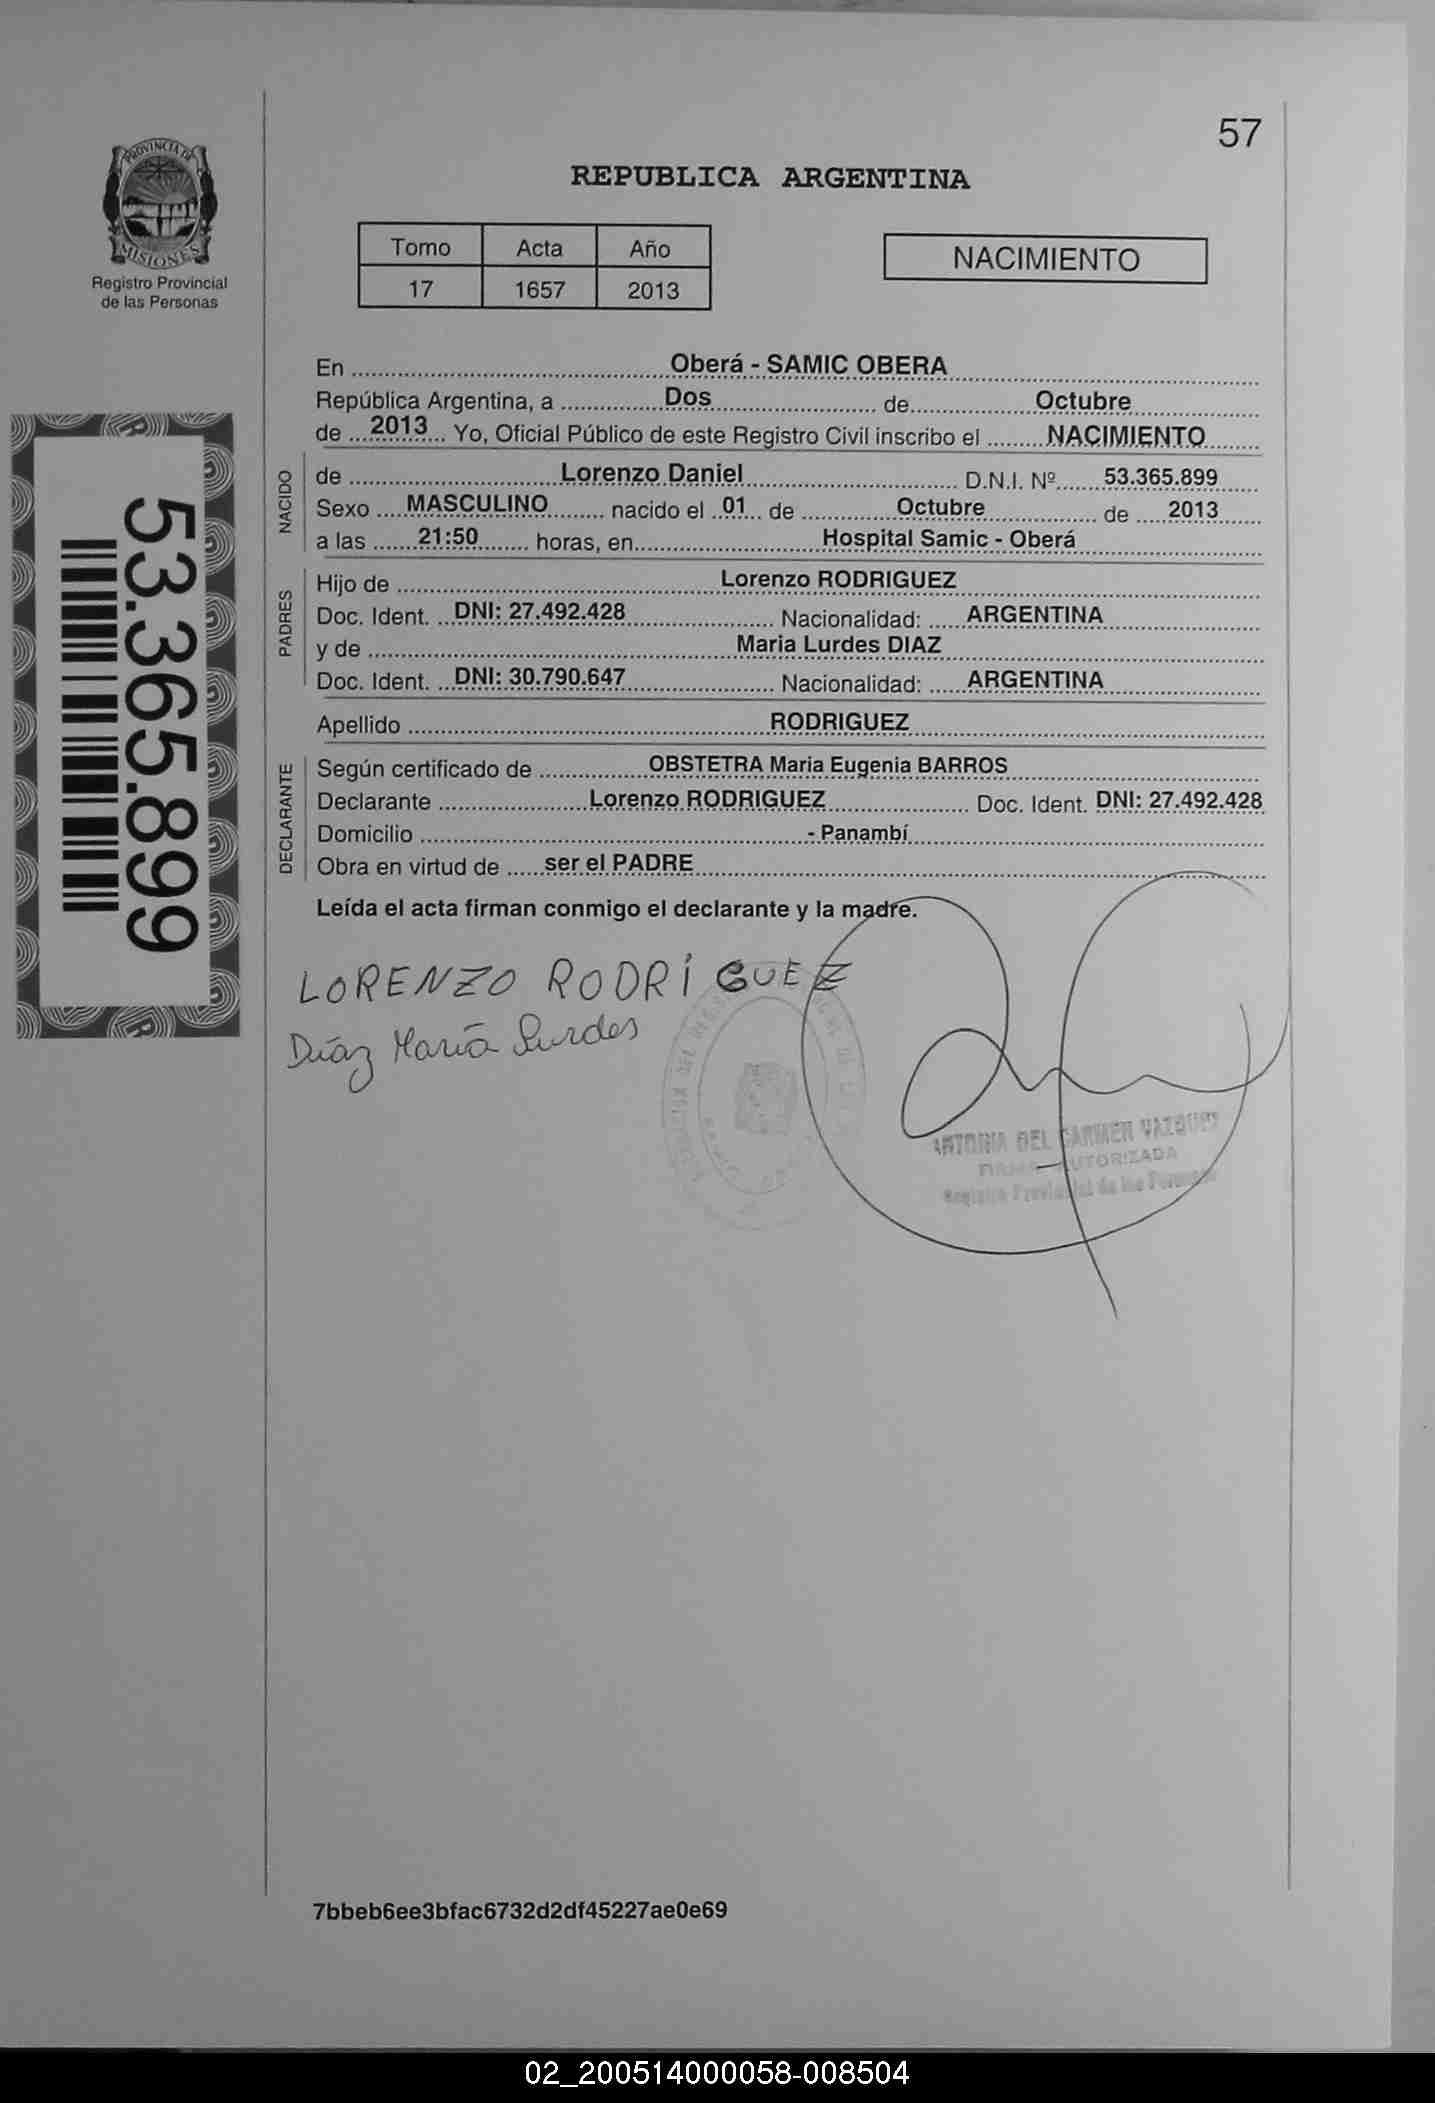 57
PROVINCIA DE
MISIONES
Registro Provincial
de las Personas
REPUBLICA ARGENTINA
Tomo Acta Año
17 1657 2013
NACIMIENTO
En Oberá - SAMIC OBERA
República Argentina, a Dos de Octubre
de 2013 Yo, Oficial Público de este Registro Civil inscribo el NACIMIENTO
NACIDO
de Lorenzo Daniel D.N.I. Nº 53.365.899
Sexo MASCULINO nacido el 01 de Octubre de 2013
a las 21:50 horas, en Hospital Samic - Oberá
PADRES
Hijo de Lorenzo RODRIGUEZ
Doc. Ident. DNI: 27.492.428 Nacionalidad: ARGENTINA
y de Maria Lurdes DIAZ
Doc. Ident. DNI: 30.790.647 Nacionalidad: ARGENTINA
Apellido RODRIGUEZ
DECLARANTE
Según certificado de OBSTETRA Maria Eugenia BARROS
Declarante Lorenzo RODRIGUEZ Doc. Ident. DNI: 27.492.428
Domicilio - Panambí
Obra en virtud de ser el PADRE
Leída el acta firman conmigo el declarante y la madre.
53.365.899
LORENZO RODRÍGUEZ
Díaz María Lurdes
ANTONIA DEL CARMEN VAZQUEZ
FIRMA AUTORIZADA
Registro Provincial de las Personas
7bbeb6ee3bfac6732d2df45227ae0e69
02_200514000058-008504